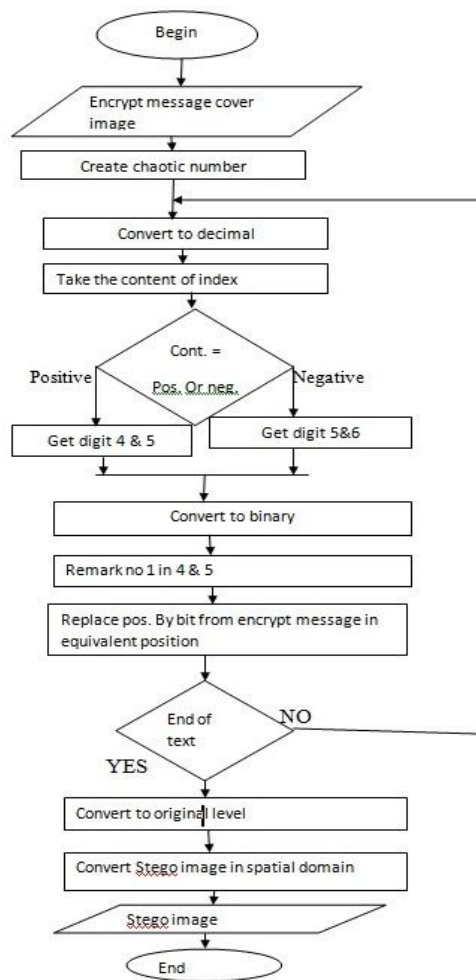 Begin
Encrypt message cover
image
Create chaotic number
Convert to decimal
Take the content of index
Cont. =
Pos. Or neg.
Positive
Negative
Get digit 4 & 5
Get digit 5&6
Convert to binary
Remark no 1 in 4 & 5
Replace pos. By bit from encrypt message in
equivalent position
End of
text
NO
YES
Convert to original level
Convert Stego image in spatial domain
Stego image
End